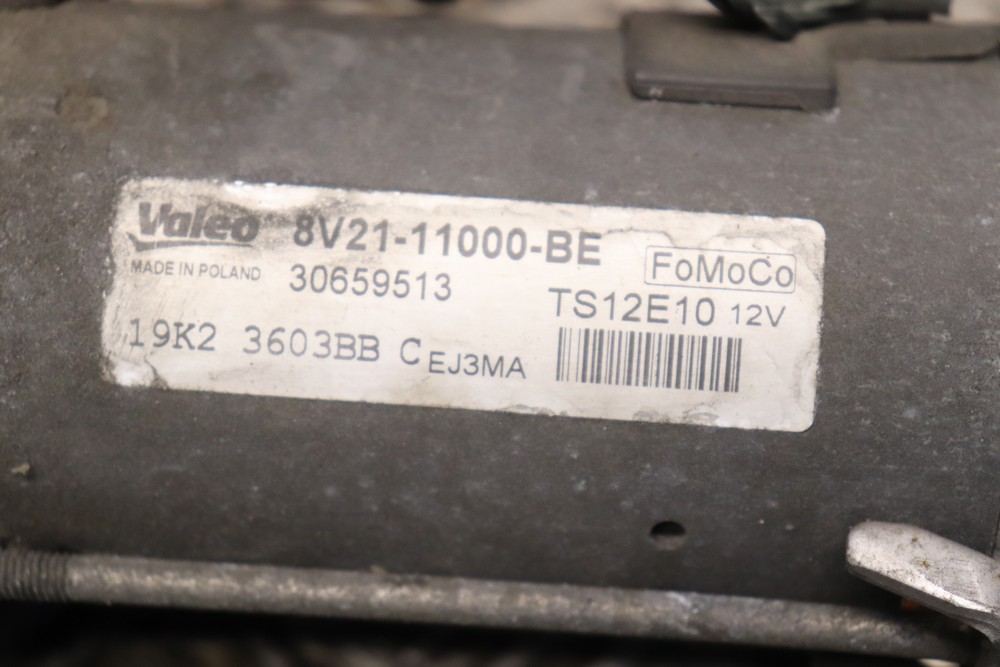 Valeo 8V21-11000-BE FoMoCo
MADE IN POLAND 30659513 TS12E10 12V
19K2 3603BB C EJ3MA